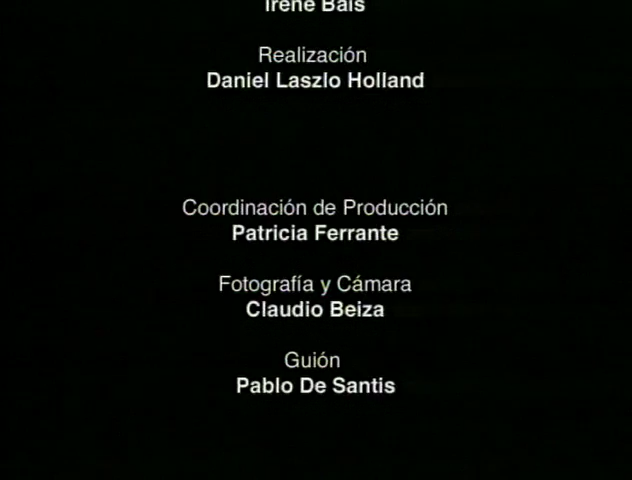 Irene Bais
Realización
Daniel Laszlo Holland
Coordinación de Producción
Patricia Ferrante
Fotografía y Cámara
Claudio Beiza
Guión
Pablo De Santis